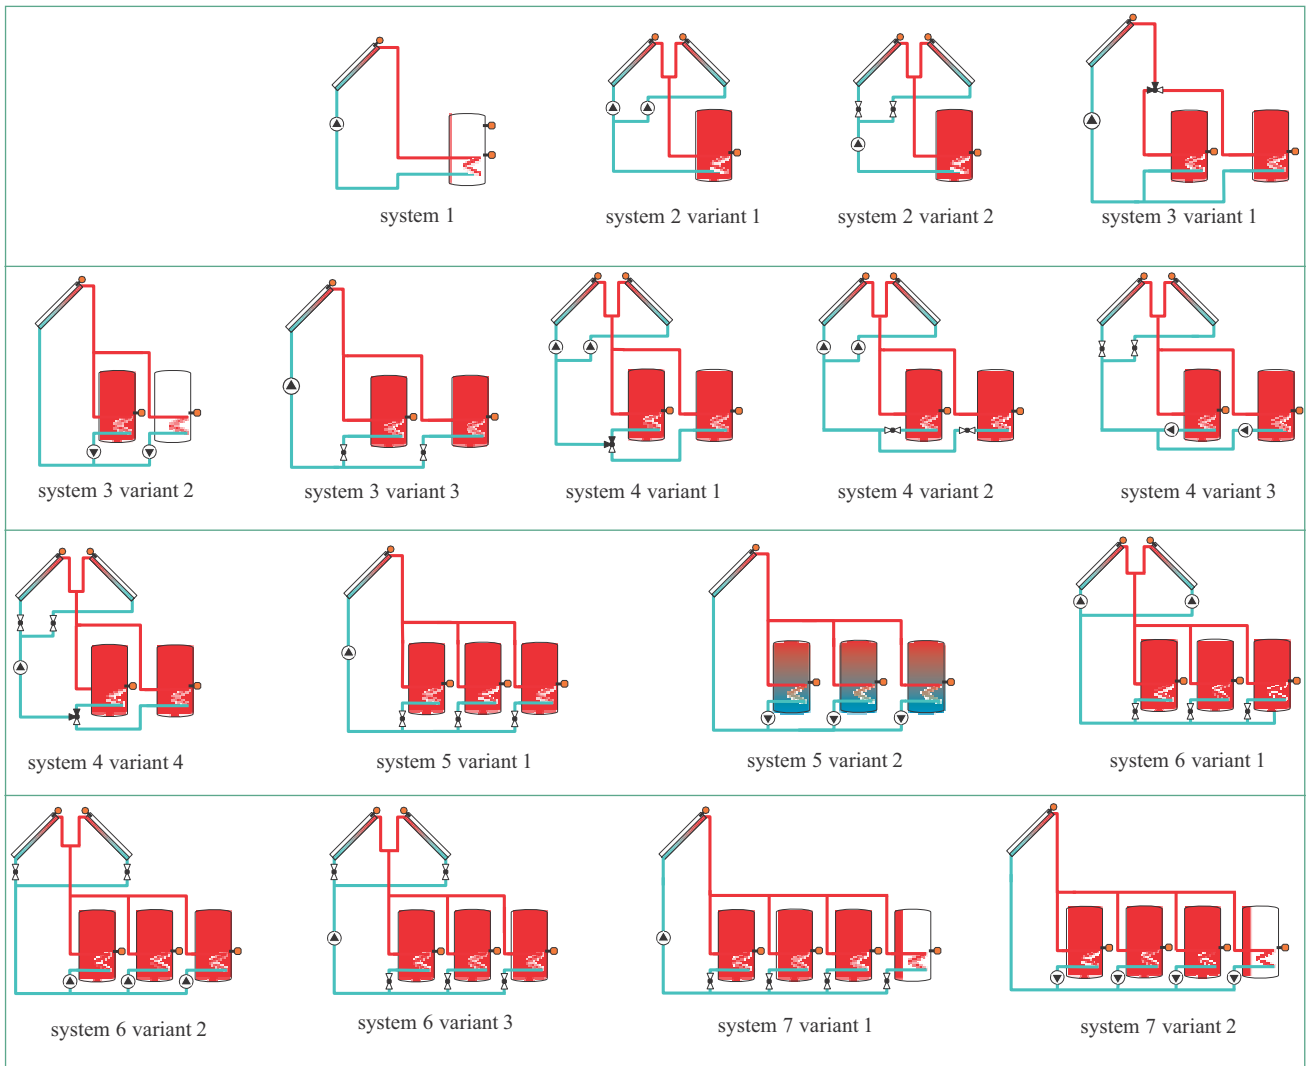 system 1
system 2 variant 1
system 2 variant 2
system 3 variant 1
system 3 variant 2
system 3 variant 3
system 4 variant 1
system 4 variant 2
system 4 variant 3
system 4 variant 4
system 5 variant 1
system 5 variant 2
system 6 variant 1
system 6 variant 2
system 6 variant 3
system 7 variant 1
system 7 variant 2